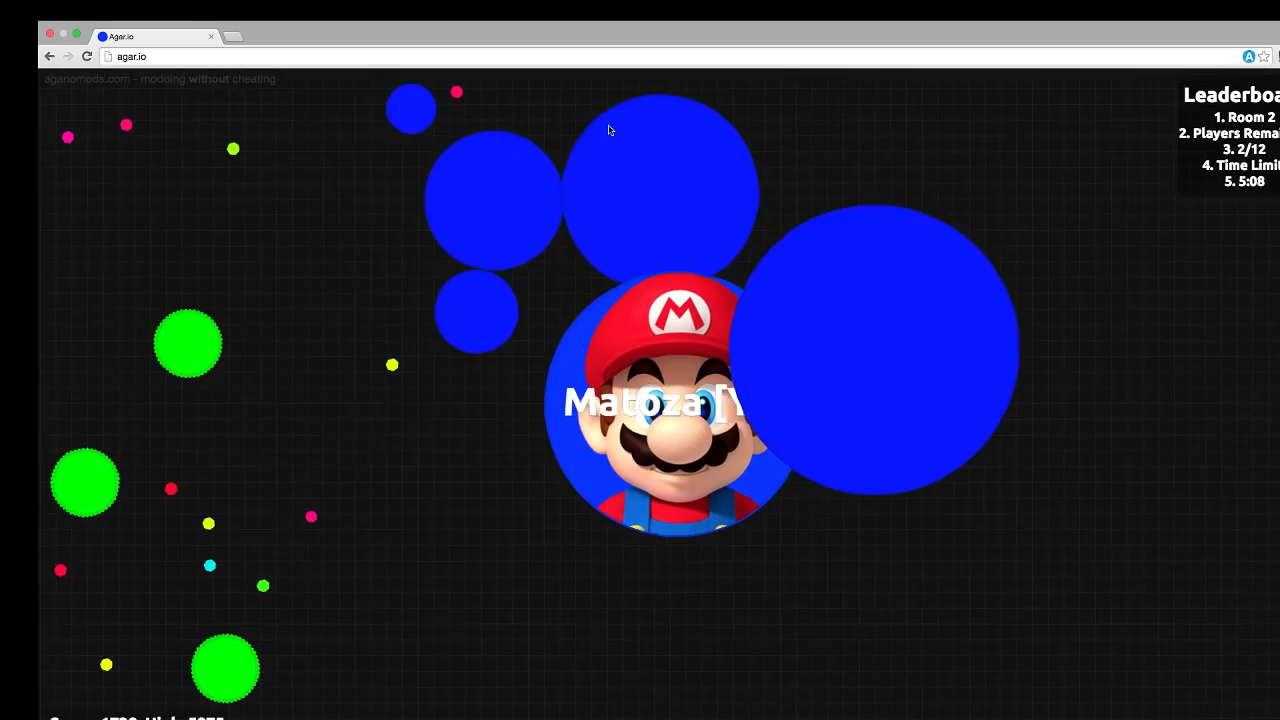 Agar.io
agar.io
agariomods.com - modding without cheating
Leaderboa
1. Room 2
2. Players Rema
3. 2/12
4. Time Limit
5. 5:08
M
Matoza [Y